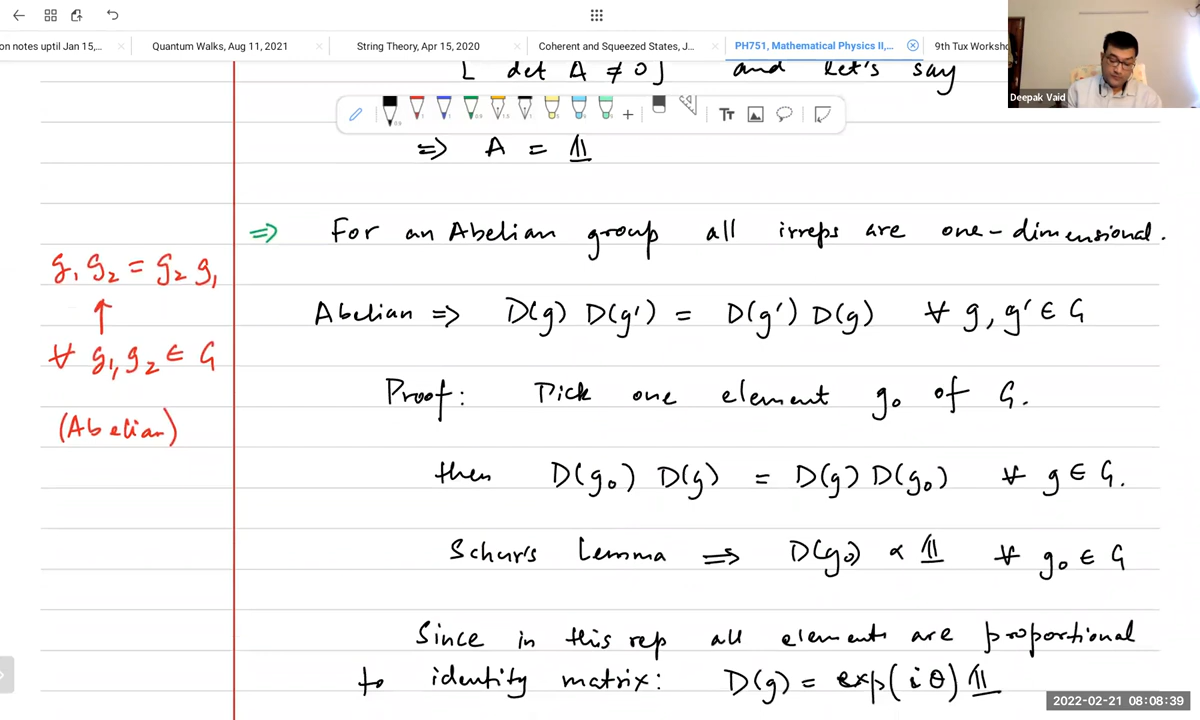 on notes uptil Jan 15,... Quantum Walks, Aug 11, 2021 String Theory, Apr 15, 2020 Coherent and Squeezed States, J... PH751, Mathematical Physics II,... 9th Tux Worksho
Deepak Vaid
[ det A ≠ 0 ] and let's say
⇒ A = 𝟙
⇒ For an Abelian group all irreps are one-dimensional.
g₁ g₂ = g₂ g₁
↑
∀ g₁, g₂ ∈ G
(Abelian)
Abelian ⇒ D(g) D(g') = D(g') D(g) ∀ g, g' ∈ G
Proof: Pick one element g₀ of G.
then D(g₀) D(g) = D(g) D(g₀) ∀ g ∈ G.
Schur's Lemma ⇒ D(g₀) ∝ 𝟙 ∀ g₀ ∈ G
Since in this rep all elements are proportional
to identity matrix: D(g) = exp(iθ) 𝟙
2022-02-21 08:08:39